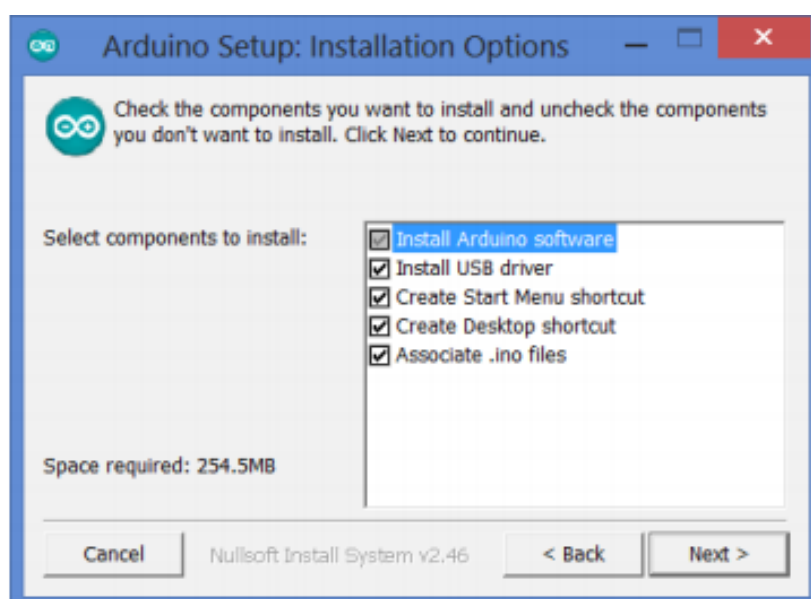 Arduino Setup: Installation Options
Check the components you want to install and uncheck the components
you don't want to install. Click Next to continue.
Select components to install:
Install Arduino software
Install USB driver
Create Start Menu shortcut
Create Desktop shortcut
Associate .ino files
Space required: 254.5MB
Cancel
Nullsoft Install System v2.46
< Back
Next >